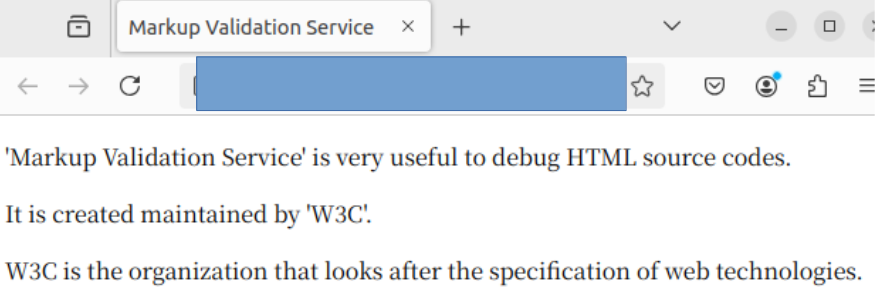 Markup Validation Service
'Markup Validation Service' is very useful to debug HTML source codes.
It is created maintained by 'W3C'.
W3C is the organization that looks after the specification of web technologies.